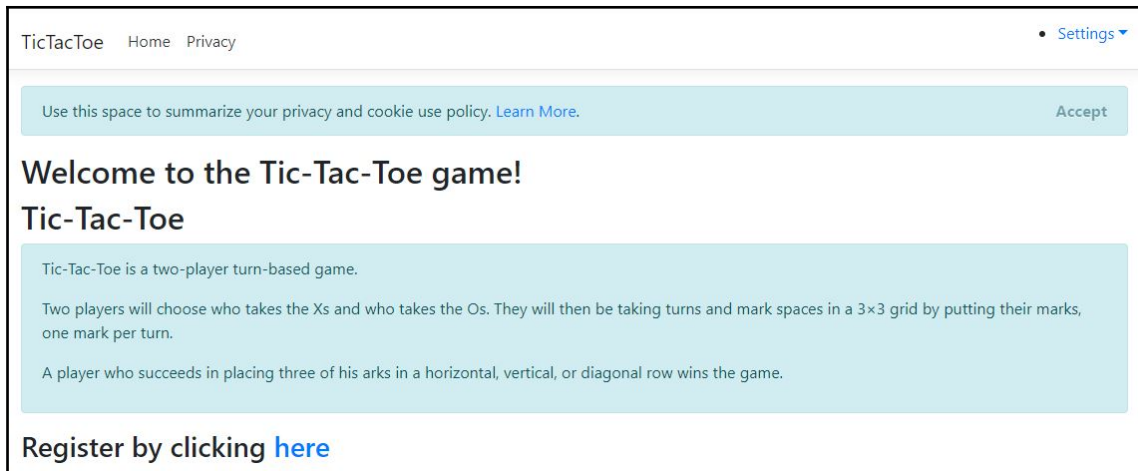 TicTacToe Home Privacy • Settings
Use this space to summarize your privacy and cookie use policy. Learn More. Accept
Welcome to the Tic-Tac-Toe game!
Tic-Tac-Toe
Tic-Tac-Toe is a two-player turn-based game.
Two players will choose who takes the Xs and who takes the Os. They will then be taking turns and mark spaces in a 3×3 grid by putting their marks,
one mark per turn.
A player who succeeds in placing three of his arks in a horizontal, vertical, or diagonal row wins the game.
Register by clicking here